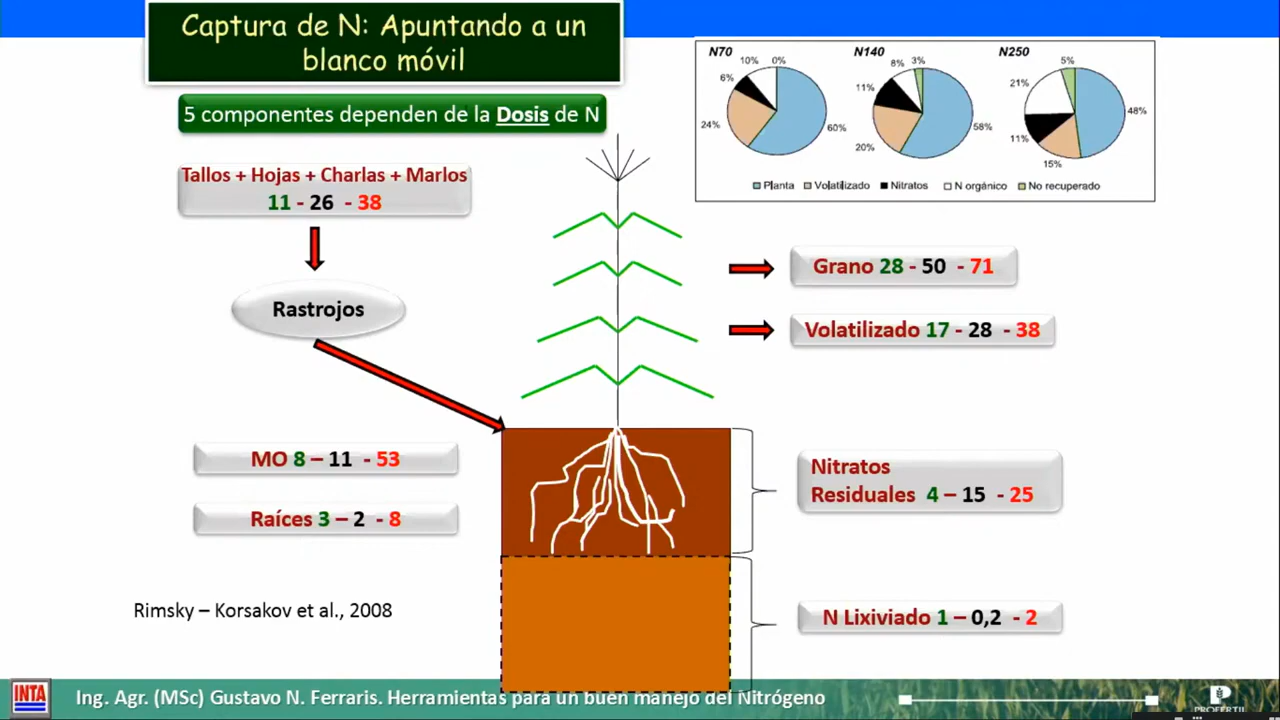 Captura de N: Apuntando a un
blanco móvil
5 componentes dependen de la Dosis de N
Tallos + Hojas + Charlas + Marlos
11 - 26 - 38
Rastrojos
MO 8 – 11 - 53
Raíces 3 – 2 - 8
Rimsky – Korsakov et al., 2008
N70
10% 0%
6%
24%
60%
N140
8% 3%
11%
20%
58%
N250
5%
21%
11%
15%
48%
Planta Volatilizado Nitratos N orgánico No recuperado
Grano 28 - 50 - 71
Volatilizado 17 - 28 - 38
Nitratos
Residuales 4 – 15 - 25
N Lixiviado 1 – 0,2 - 2
INTA
Ing. Agr. (MSc) Gustavo N. Ferraris. Herramientas para un buen manejo del Nitrógeno
PROFERTIL